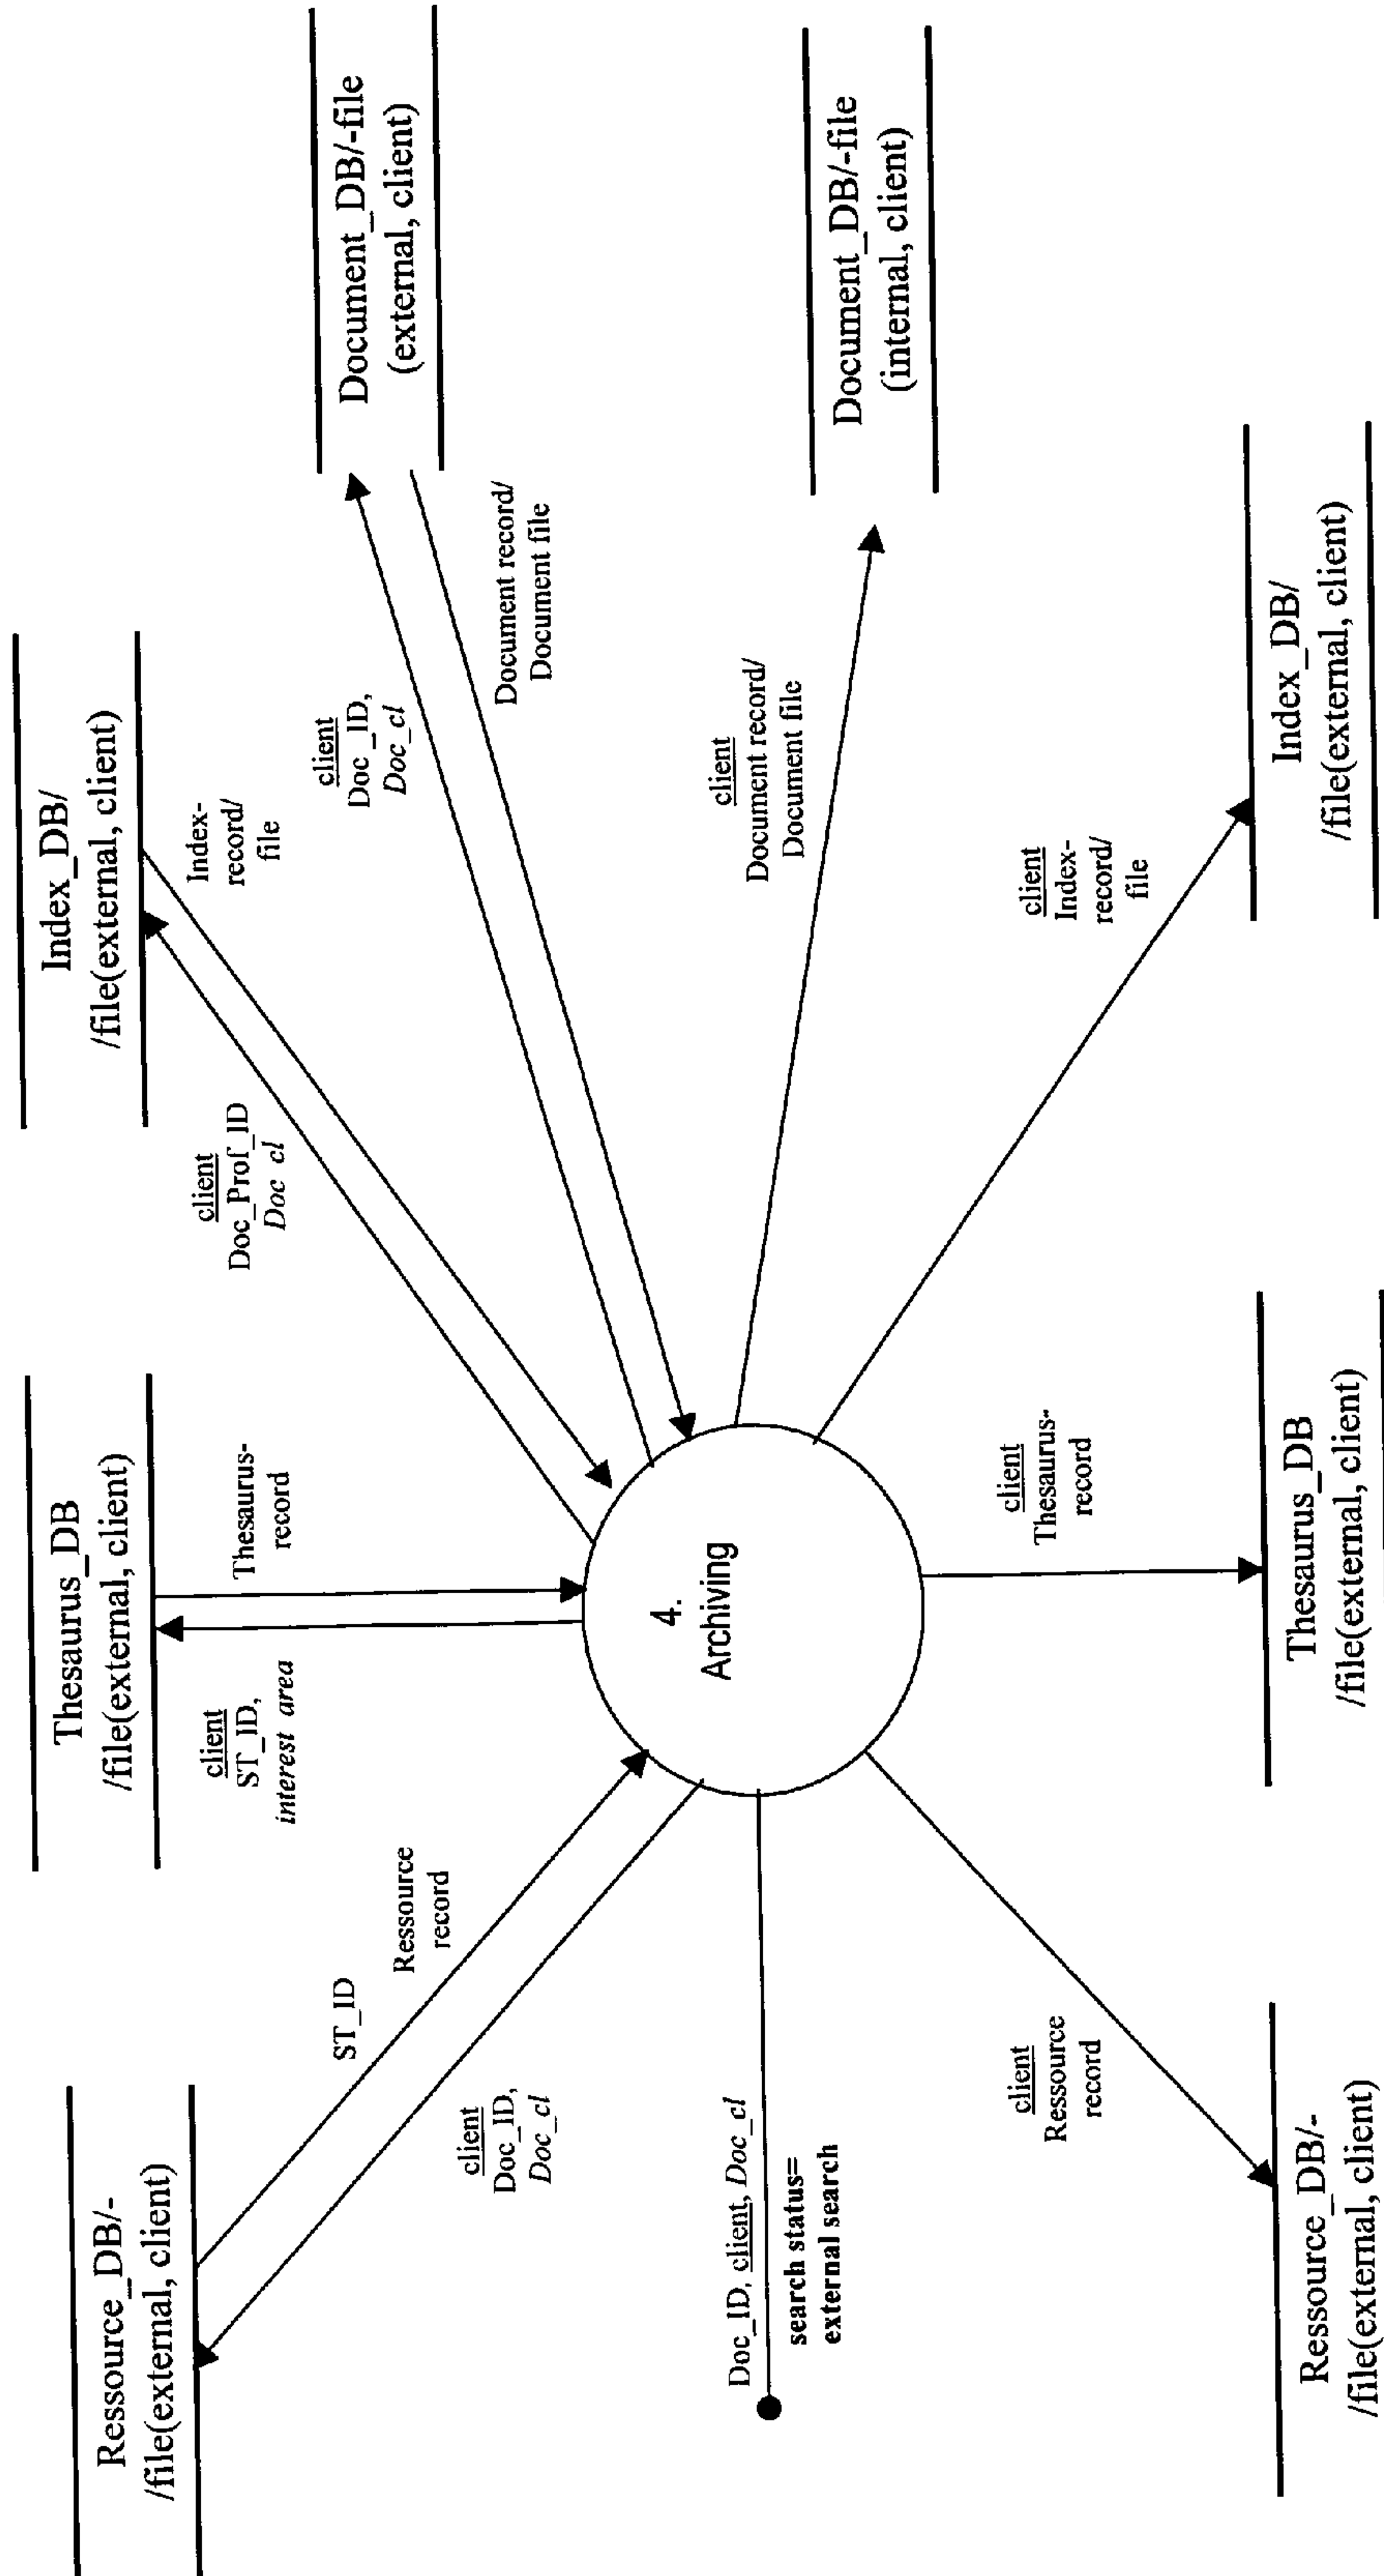 Ressource_DB/-
/file(external, client)
Thesaurus_DB
/file(external, client)
Index_DB/
/file(external, client)
Document_DB/-file
(external, client)
ST_ID
Ressource
record
client
Doc_ID,
Doc_cl
client
ST_ID,
interest area
Thesaurus-
record
client
Doc_Prof_ID
Doc cl
Index-
record/
file
client
Doc_ID,
Doc_cl
Document record/
Document file
Doc_ID, client, Doc_cl
search status=
external search
4.
Archiving
client
Document record/
Document file
Document_DB/-file
(internal, client)
client
Ressource
record
client
Thesaurus-
record
client
Index-
record/
file
Ressource_DB/-
/file(external, client)
Thesaurus_DB
/file(external, client)
Index_DB/
/file(external, client)